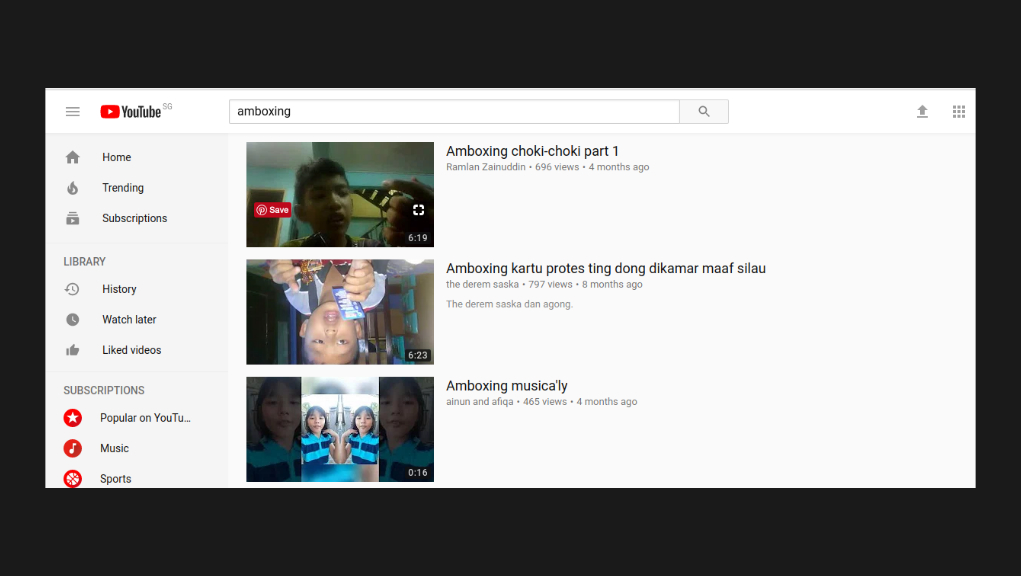 YouTube SG
amboxing
Home
Trending
Subscriptions
LIBRARY
History
Watch later
Liked videos
SUBSCRIPTIONS
Popular on YouTu...
Music
Sports
Save
6:19
Amboxing choki-choki part 1
Ramlan Zainuddin • 696 views • 4 months ago
6:23
Amboxing kartu protes ting dong dikamar maaf silau
the derem saska • 797 views • 8 months ago
The derem saska dan agong.
0:16
Amboxing musica'lly
ainun and afiqa • 465 views • 4 months ago